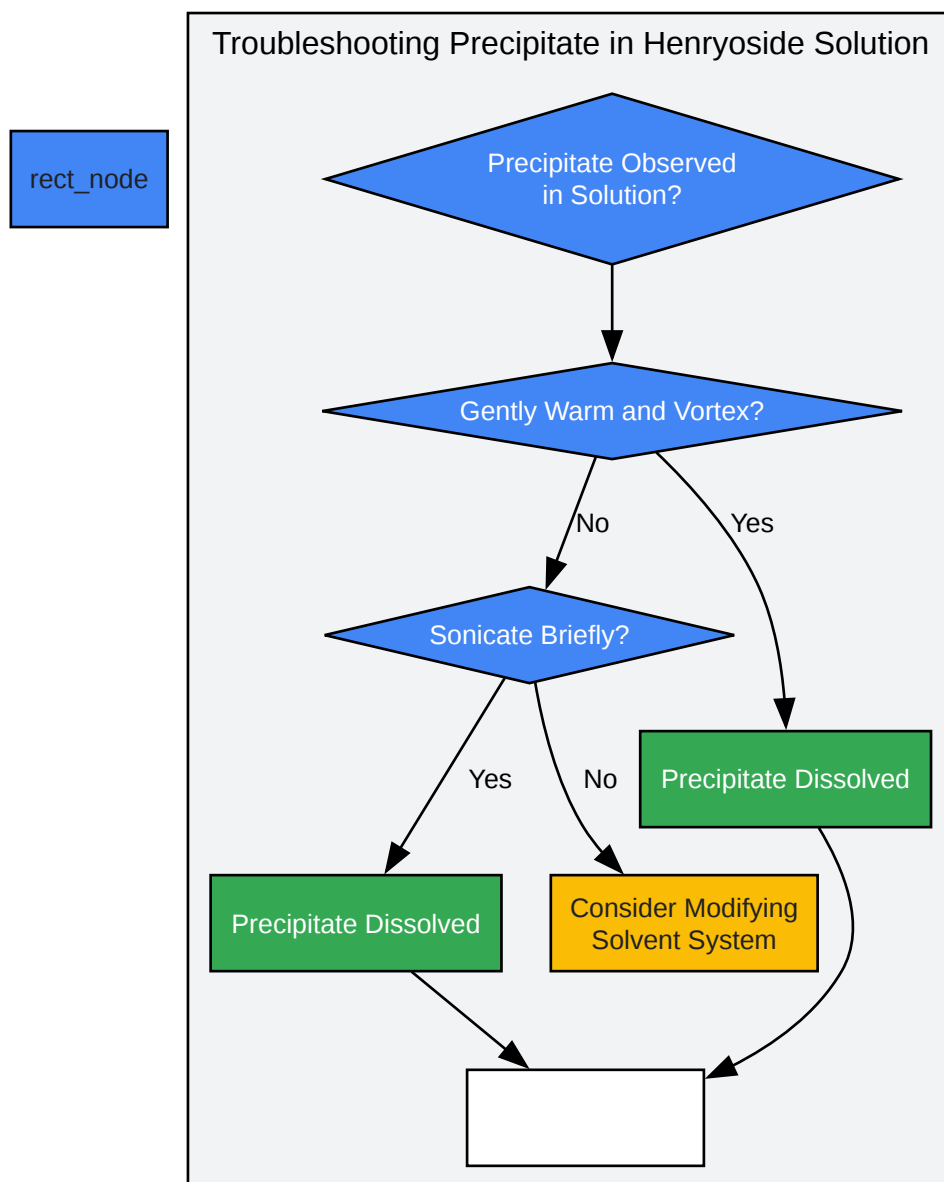 Troubleshooting Precipitate in Henryoside Solution
rect_node
Precipitate Observed
in Solution?
Gently Warm and Vortex?
No
Yes
Sonicate Briefly?
Yes
No
Precipitate Dissolved
Precipitate Dissolved
Consider Modifying
Solvent System